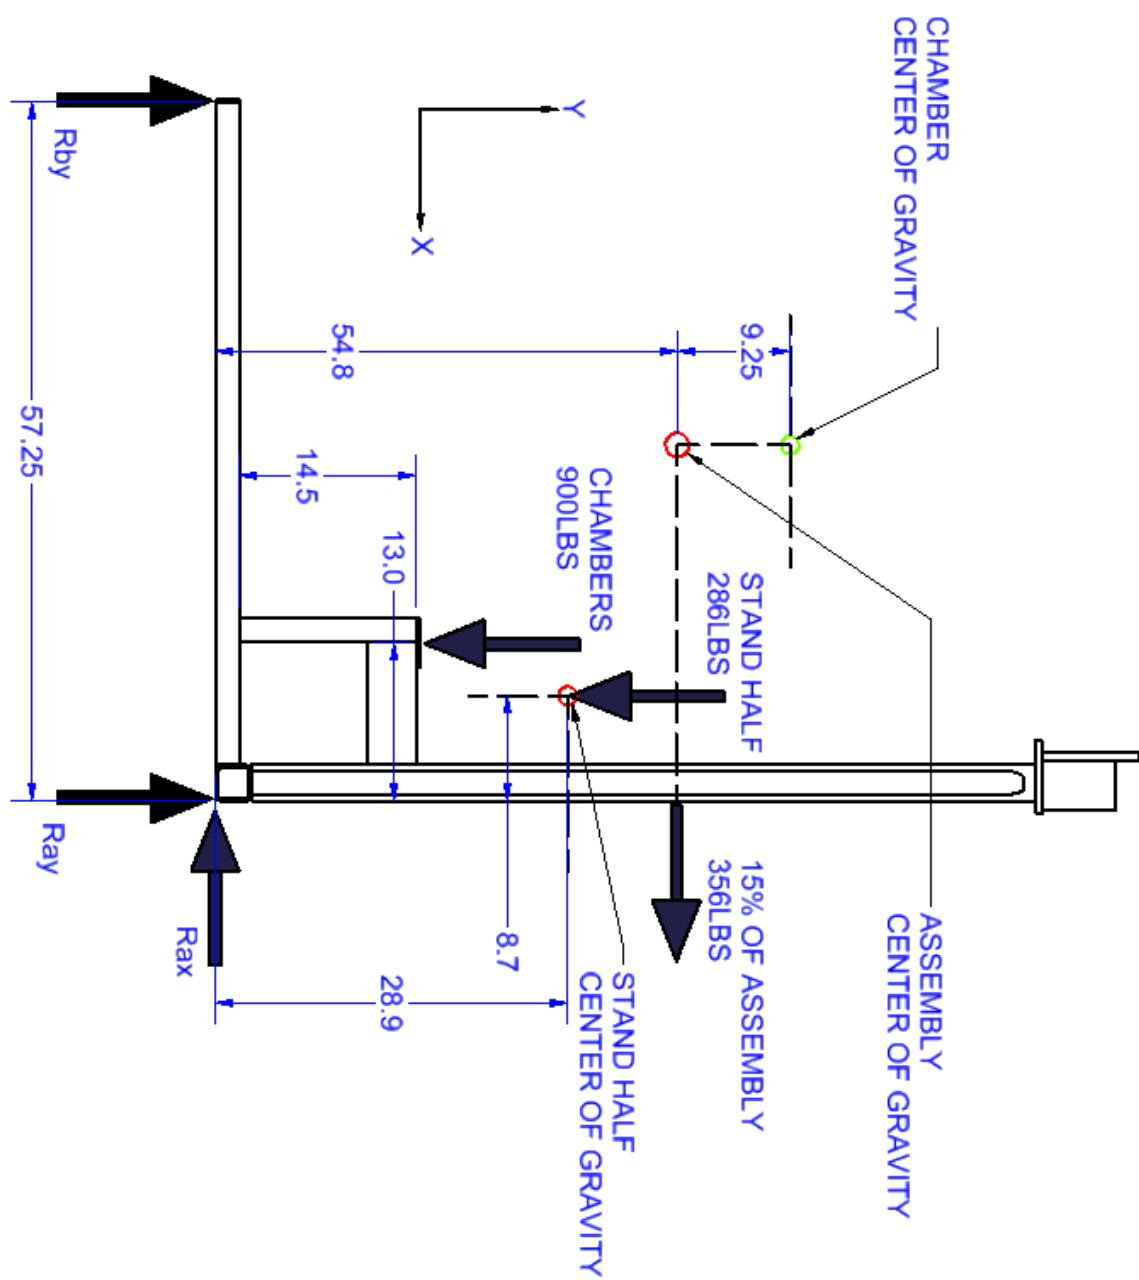 CHAMBER
CENTER OF GRAVITY
Y
X
9.25
54.8
STAND HALF
286LBS
CHAMBERS
900LBS
14.5
13.0
57.25
Rby
ASSEMBLY
CENTER OF GRAVITY
15% OF ASSEMBLY
356LBS
8.7
STAND HALF
CENTER OF GRAVITY
28.9
Ray
Rax